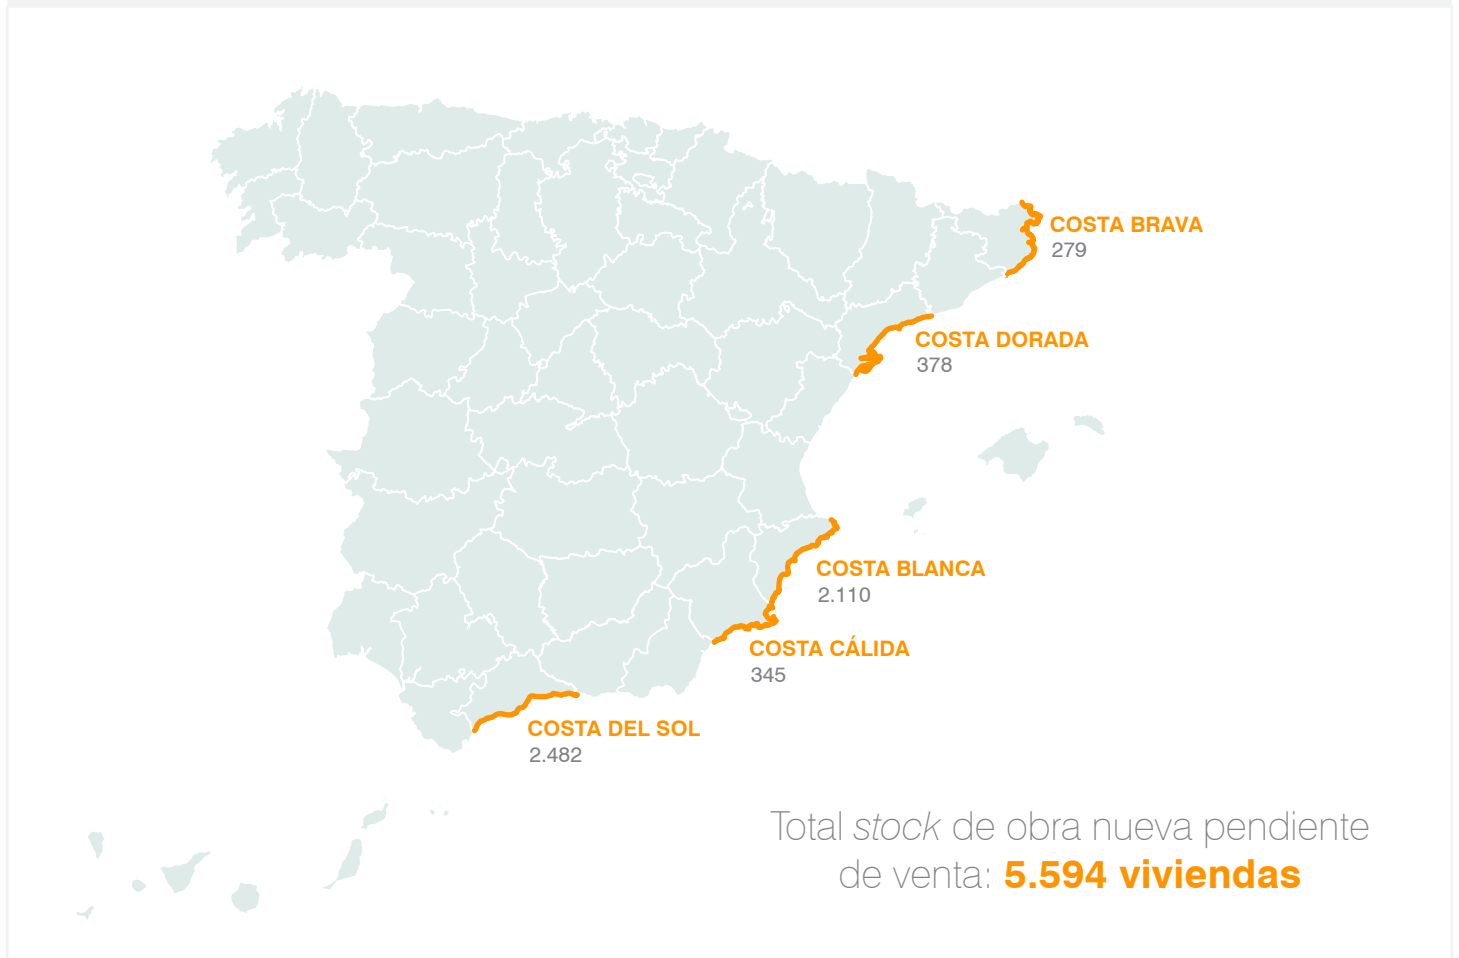 COSTA BRAVA
279
COSTA DORADA
378
COSTA BLANCA
2.110
COSTA CÁLIDA
345
COSTA DEL SOL
2.482
Total stock de obra nueva pendiente
de venta: 5.594 viviendas